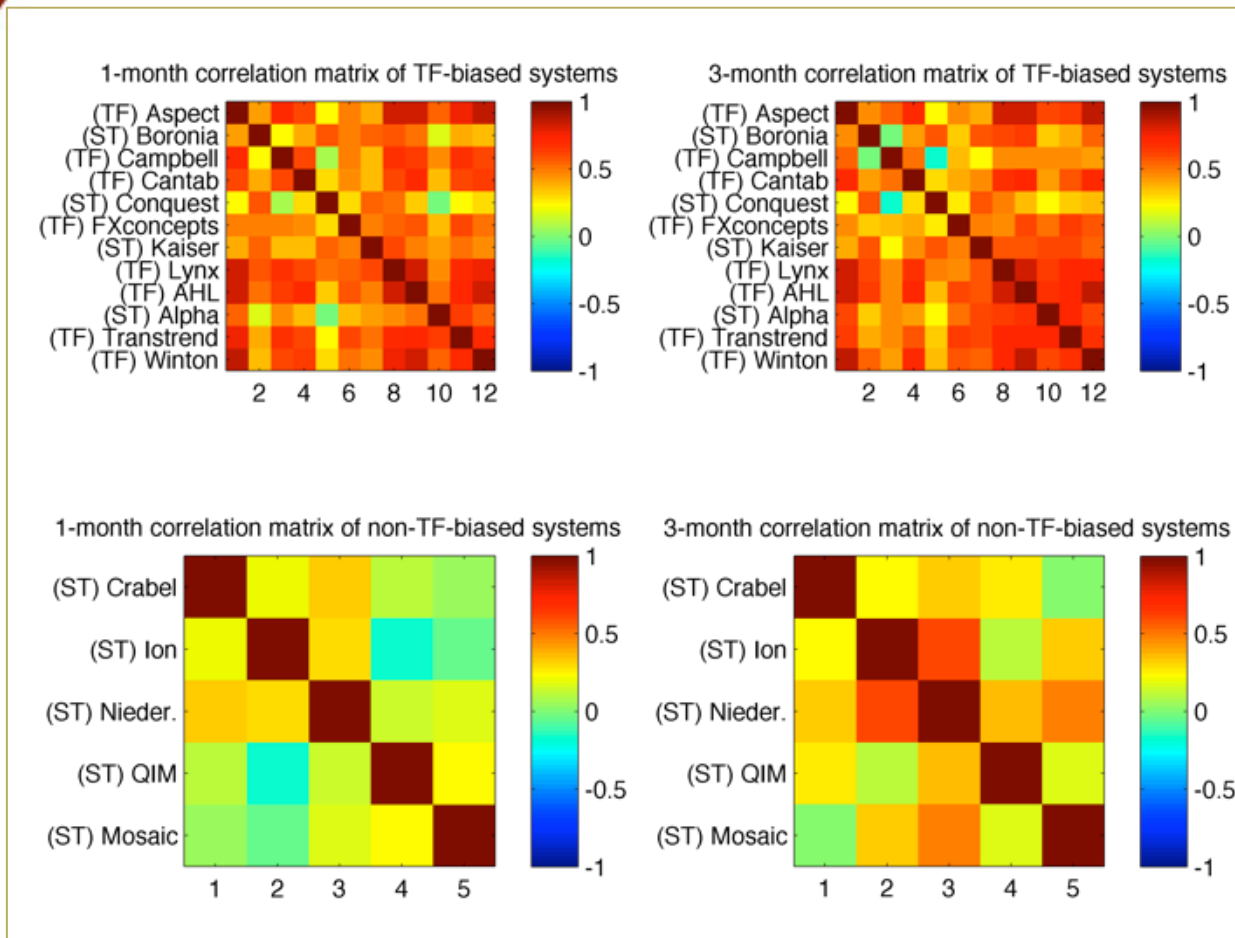 1-month correlation matrix of TF-biased systems
(TF) Aspect
(ST) Boronia
(TF) Campbell
(TF) Cantab
(ST) Conquest
(TF) FXconcepts
(ST) Kaiser
(TF) Lynx
(TF) AHL
(ST) Alpha
(TF) Transtrend
(TF) Winton
2 4 6 8 10 12
1
0.5
0
-0.5
-1
3-month correlation matrix of TF-biased systems
(TF) Aspect
(ST) Boronia
(TF) Campbell
(TF) Cantab
(ST) Conquest
(TF) FXconcepts
(ST) Kaiser
(TF) Lynx
(TF) AHL
(ST) Alpha
(TF) Transtrend
(TF) Winton
2 4 6 8 10 12
1
0.5
0
-0.5
-1
1-month correlation matrix of non-TF-biased systems
(ST) Crabel
(ST) Ion
(ST) Nieder.
(ST) QIM
(ST) Mosaic
1 2 3 4 5
1
0.5
0
-0.5
-1
3-month correlation matrix of non-TF-biased systems
(ST) Crabel
(ST) Ion
(ST) Nieder.
(ST) QIM
(ST) Mosaic
1 2 3 4 5
1
0.5
0
-0.5
-1